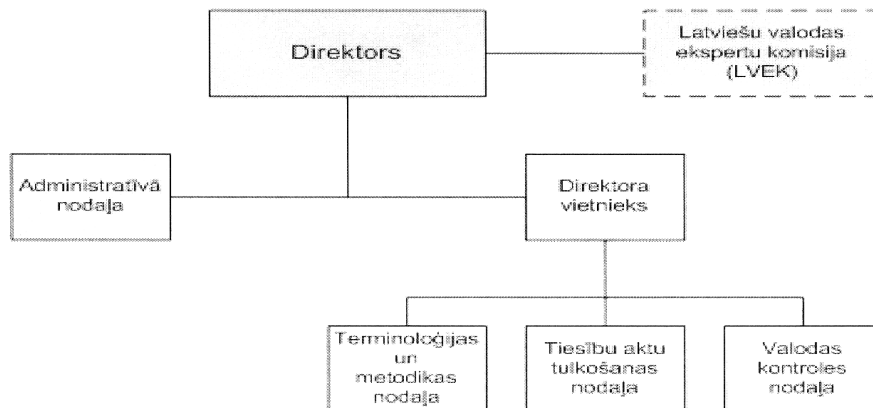 Direktors
Latviešu valodas
ekspertu komisija
(LVEK)
Administratīvā
nodaļa
Direktora
vietnieks
Terminoloģijas
un
metodikas
nodaļa
Tiesību aktu
tulkošanas
nodaļa
Valodas
kontroles
nodaļa